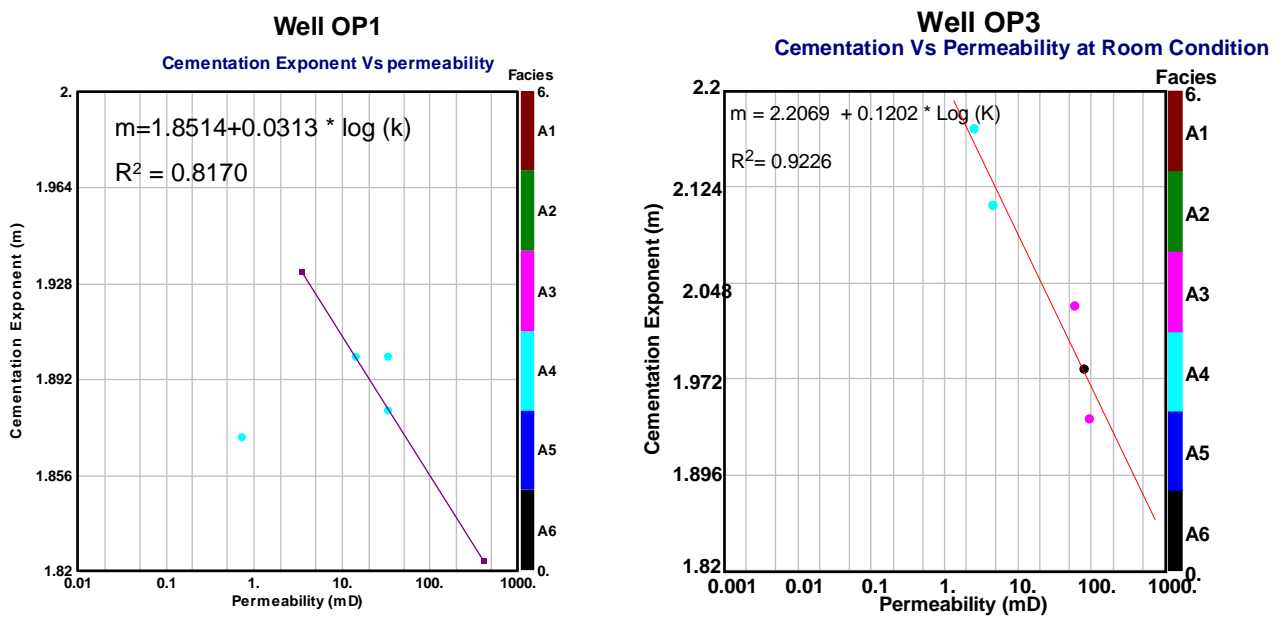 Well OP1
Cementation Exponent Vs permeability
Facies
2.
1.964
1.928
1.892
1.856
1.82
Cementation Exponent (m)
m=1.8514+0.0313 * log (k)
R² = 0.8170
0.01
0.1
1.
10.
100.
1000.
Permeability (mD)
6.
A1
A2
A3
A4
A5
A6
0.
Well OP3
Cementation Vs Permeability at Room Condition
Facies
2.2
2.124
2.048
1.972
1.896
1.82
Cementation Exponent (m)
m = 2.2069 + 0.1202 * Log (K)
R²= 0.9226
0.001
0.01
0.1
1.
10.
100.
1000.
Permeability (mD)
6.
A1
A2
A3
A4
A5
A6
0.